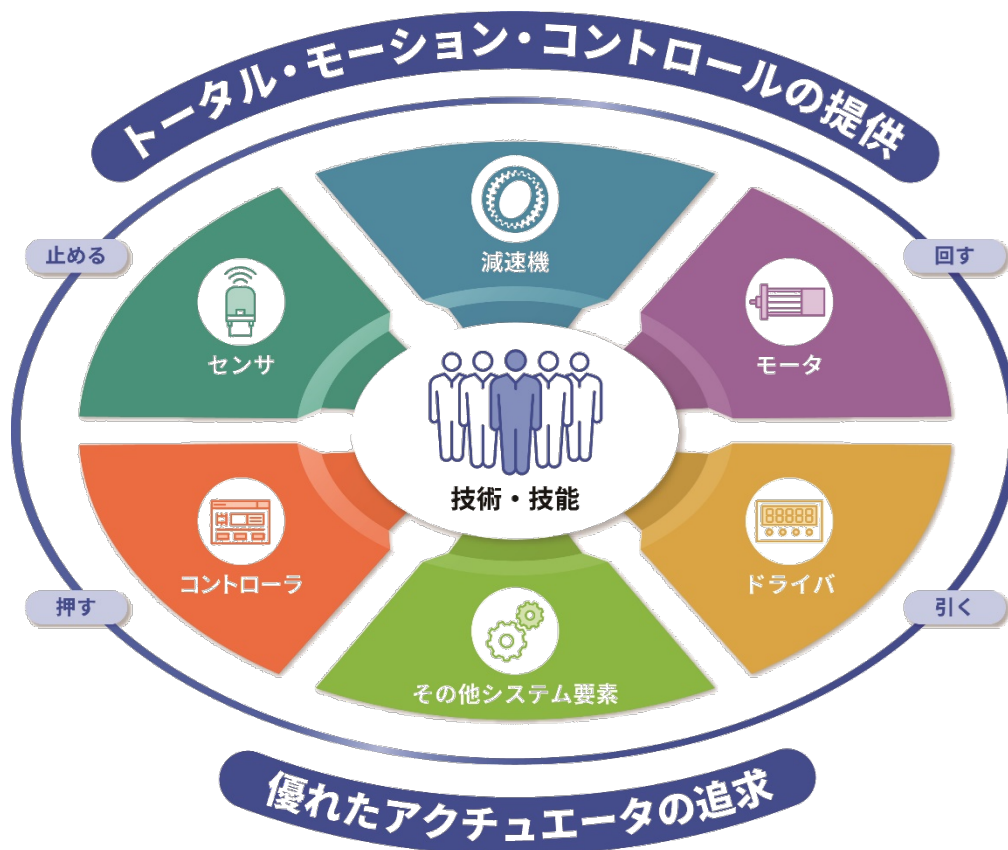 トータル・モーション・コントロールの提供
止める
回す
減速機
センサ
モータ
技術・技能
コントローラ
ドライバ
押す
引く
その他システム要素
優れたアクチュエータの追求